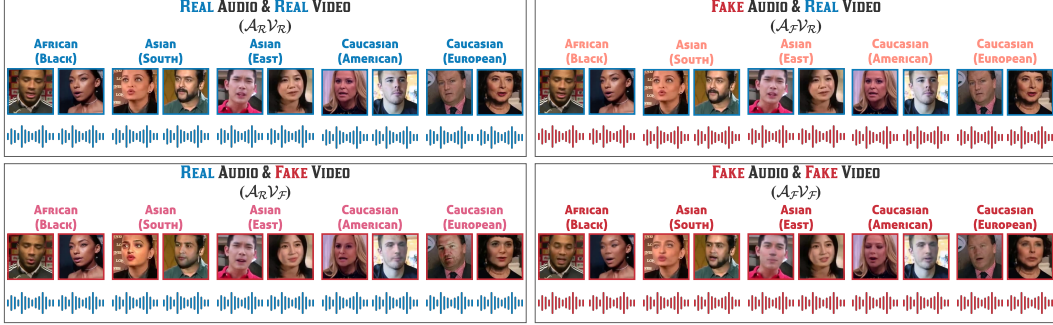 Real Audio & Real Video
(𝒜ℛ𝒱ℛ)
African Asian Asian Caucasian Caucasian
(Black) (South) (East) (American) (European)
Fake Audio & Real Video
(𝒜ℱ𝒱ℛ)
African Asian Asian Caucasian Caucasian
(Black) (South) (East) (American) (European)
Real Audio & Fake Video
(𝒜ℛ𝒱ℱ)
African Asian Asian Caucasian Caucasian
(Black) (South) (East) (American) (European)
Fake Audio & Fake Video
(𝒜ℱ𝒱ℱ)
African Asian Asian Caucasian Caucasian
(Black) (South) (East) (American) (European)